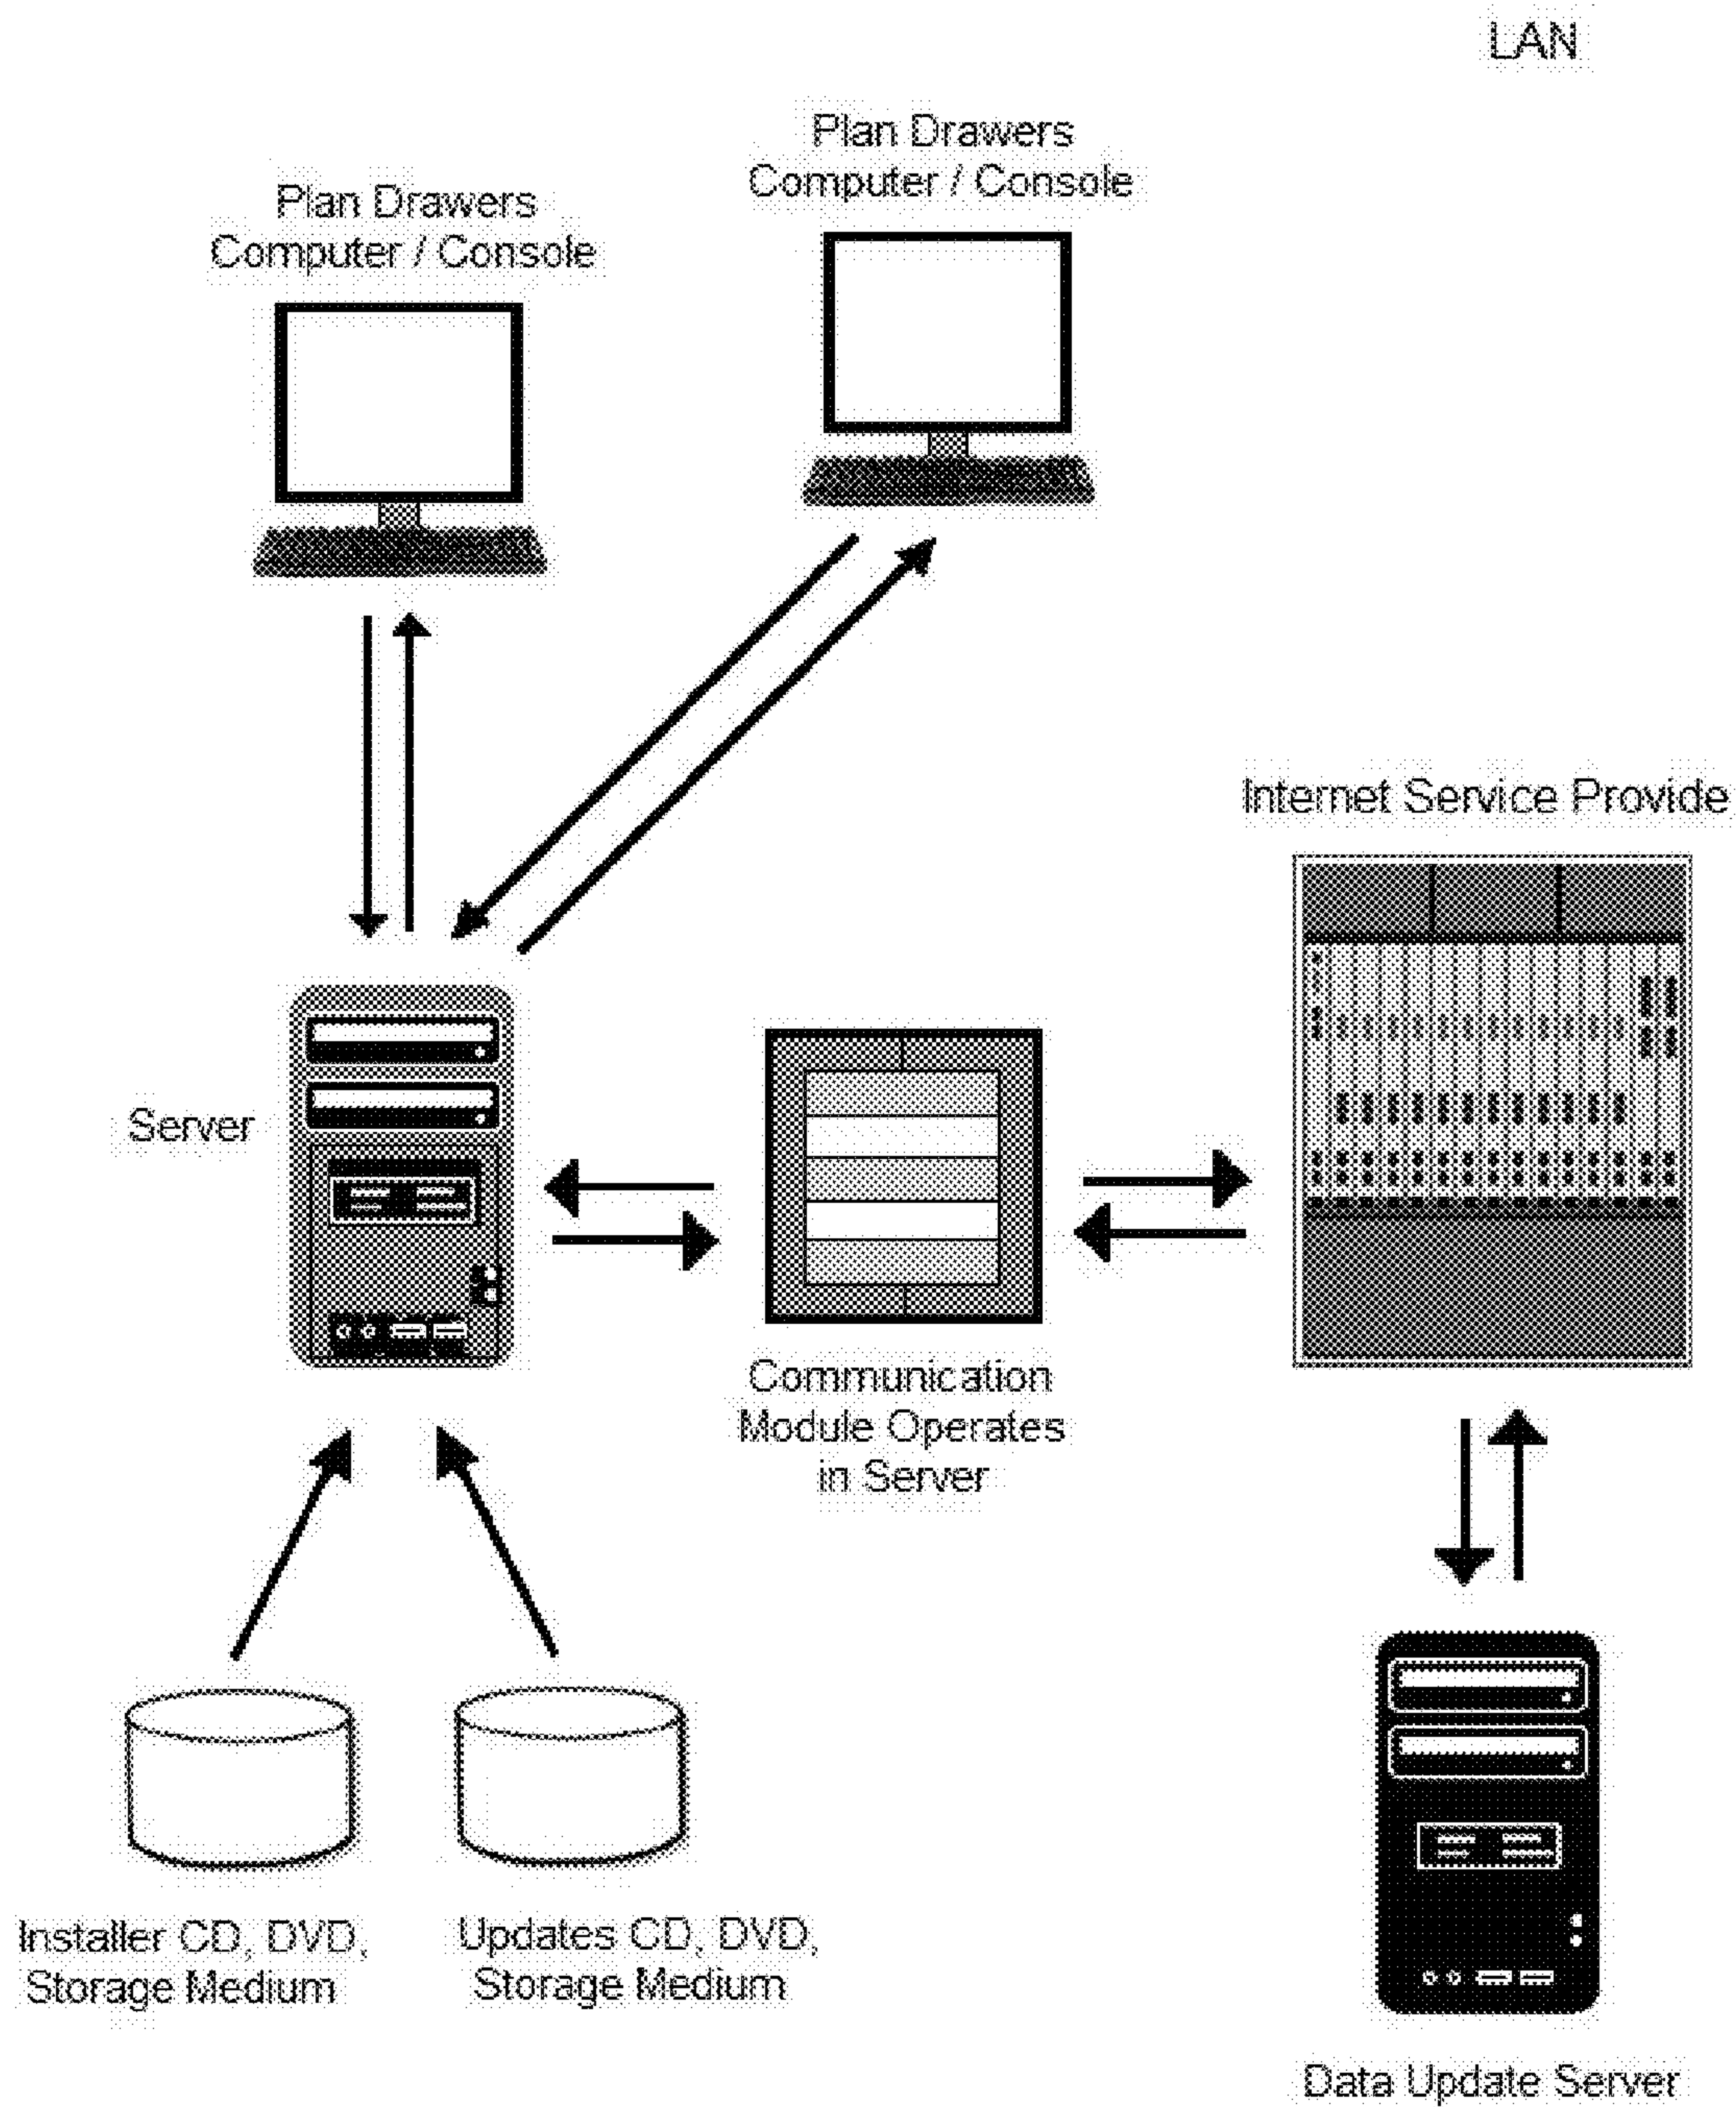 LAN
Plan Drawers
Computer / Console
Plan Drawers
Computer / Console
Internet Service Provide
Server
Communication
Module Operates
in Server
Installer CD, DVD,
Storage Medium
Updates CD, DVD,
Storage Medium
Data Update Server